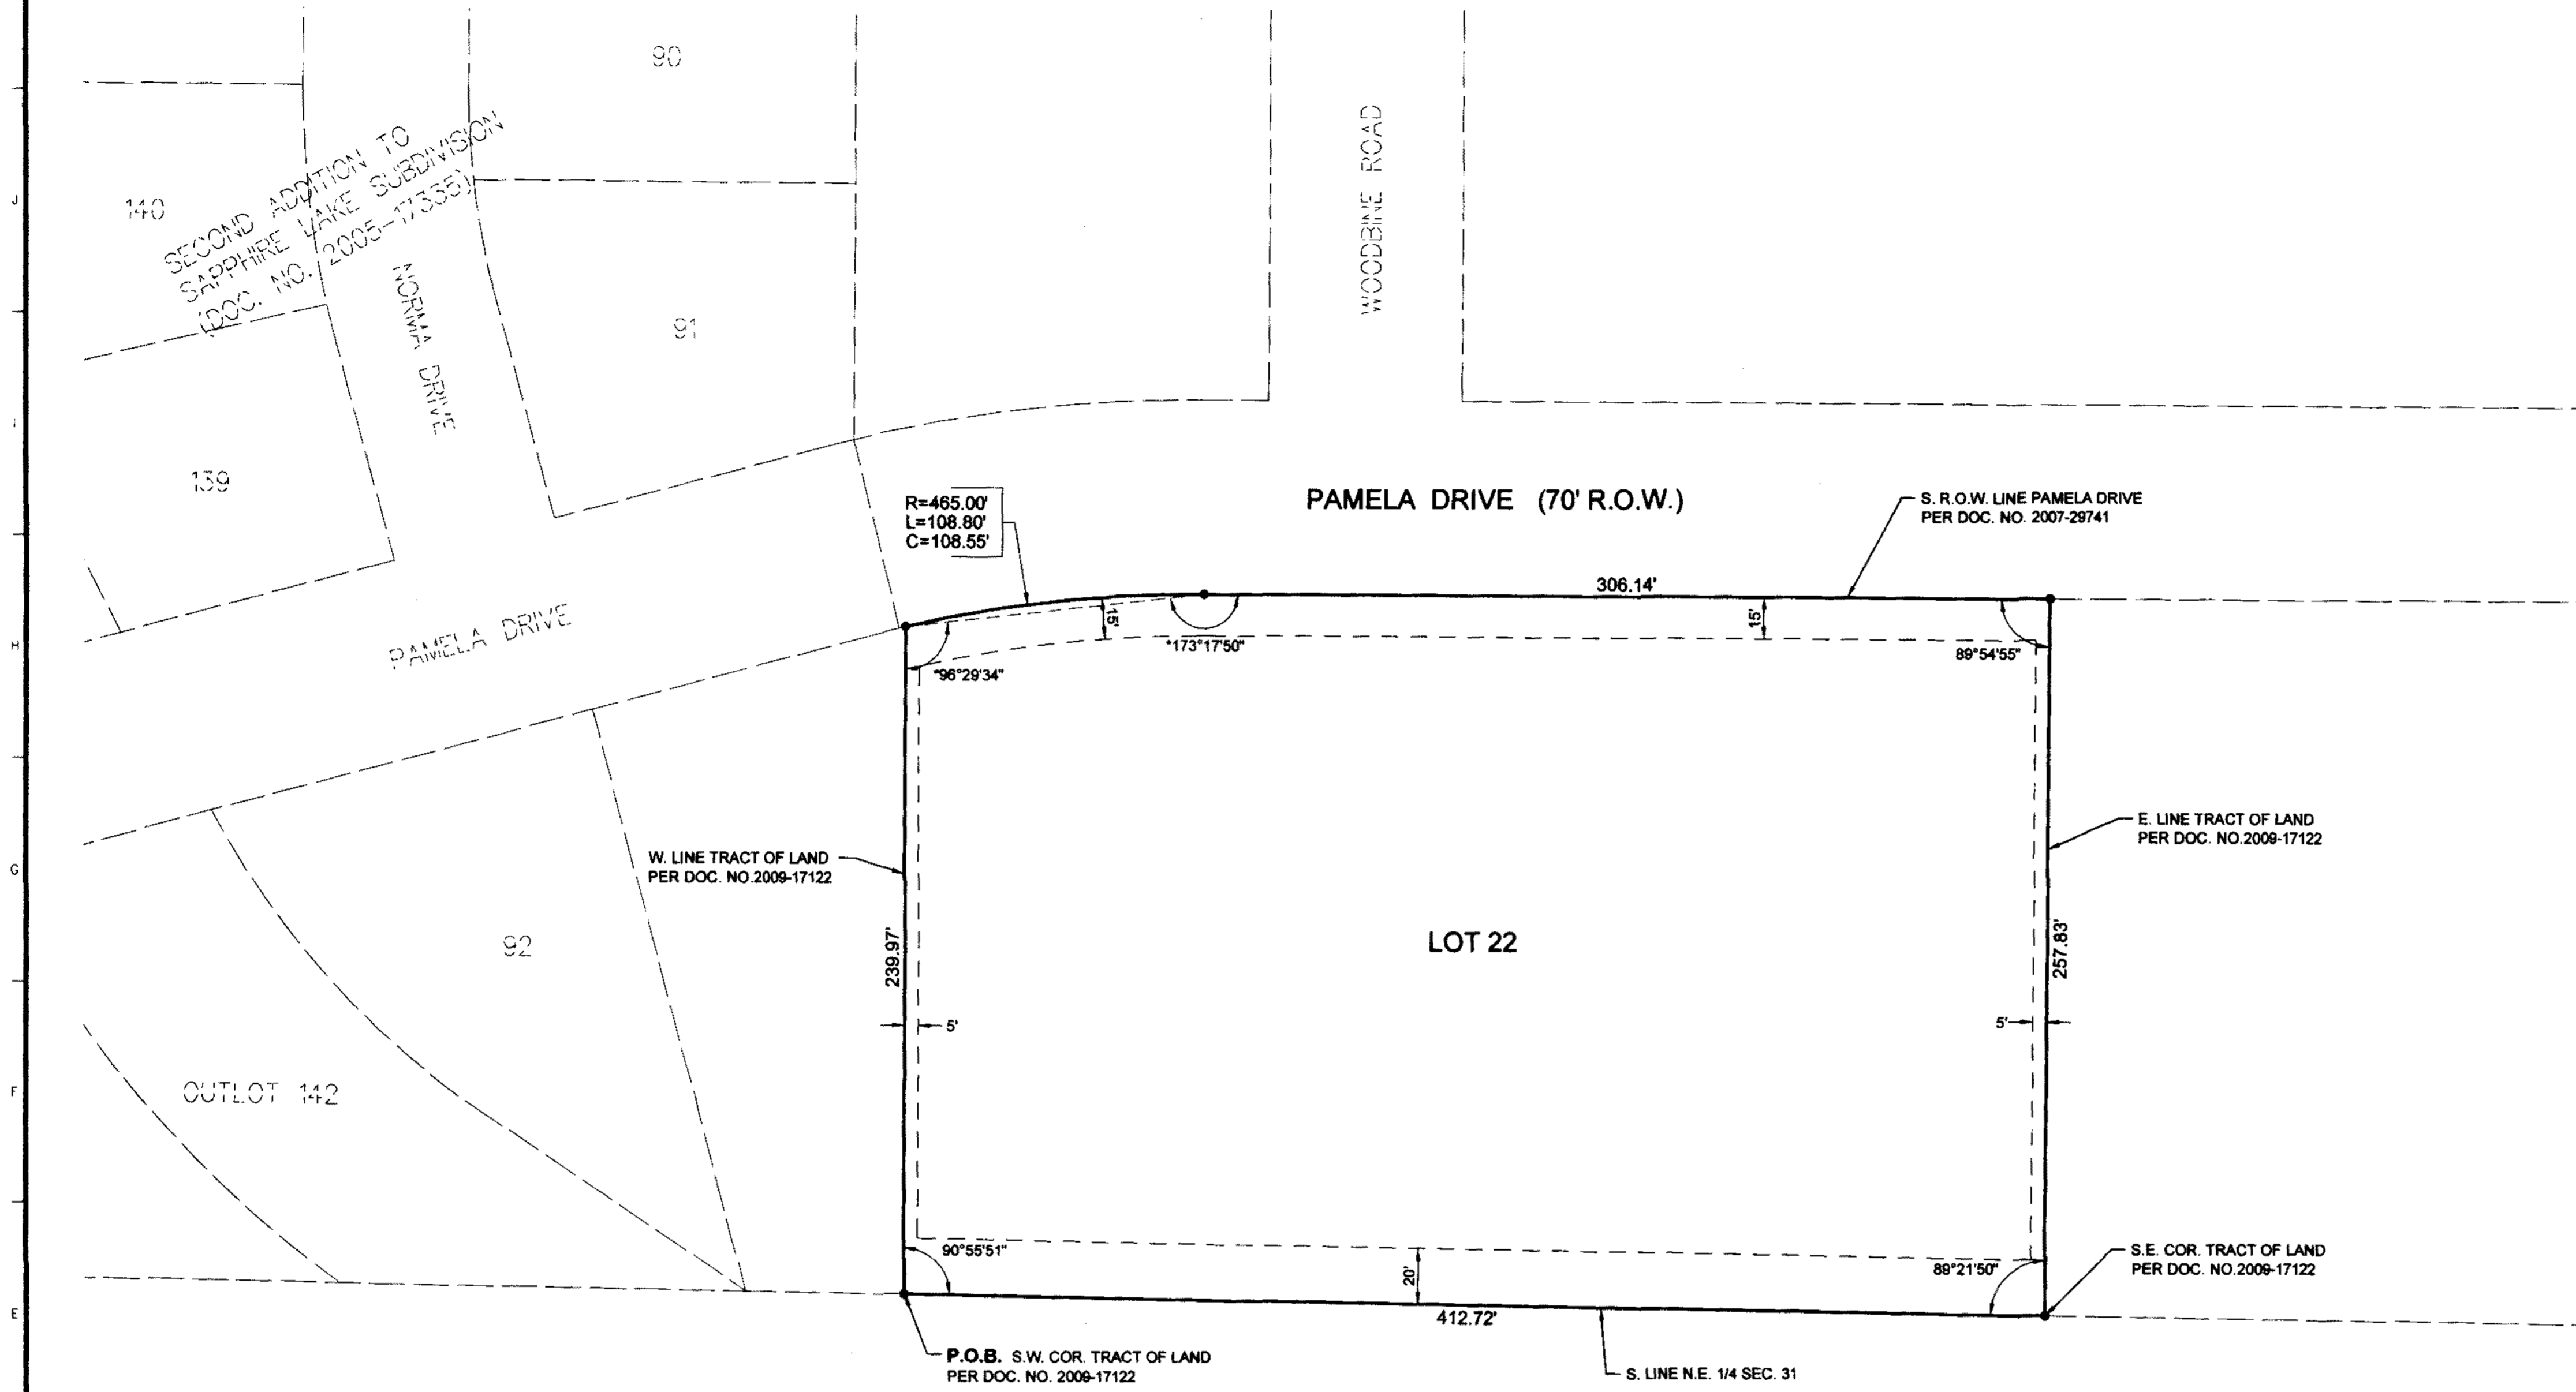 90
SECOND ADDITION TO
SAPPHIRE LAKE SUBDIVISION
(DOC. NO. 2005-17335)
140
NORMA DRIVE
91
WOODBINE ROAD
139
R=465.00'
L=108.80'
C=108.55'
PAMELA DRIVE (70' R.O.W.)
S. R.O.W. LINE PAMELA DRIVE
PER DOC. NO. 2007-29741
306.14'
15'
15'
PAMELA DRIVE
*96°29'34"
*173°17'50"
89°54'55"
W. LINE TRACT OF LAND
PER DOC. NO.2009-17122
E. LINE TRACT OF LAND
PER DOC. NO.2009-17122
92
239.97'
LOT 22
257.83'
5'
5'
OUTLOT 142
90°55'51"
20'
89°21'50"
S.E. COR. TRACT OF LAND
PER DOC. NO.2009-17122
412.72'
P.O.B. S.W. COR. TRACT OF LAND
PER DOC. NO. 2009-17122
S. LINE N.E. 1/4 SEC. 31
J
I
H
G
F
E